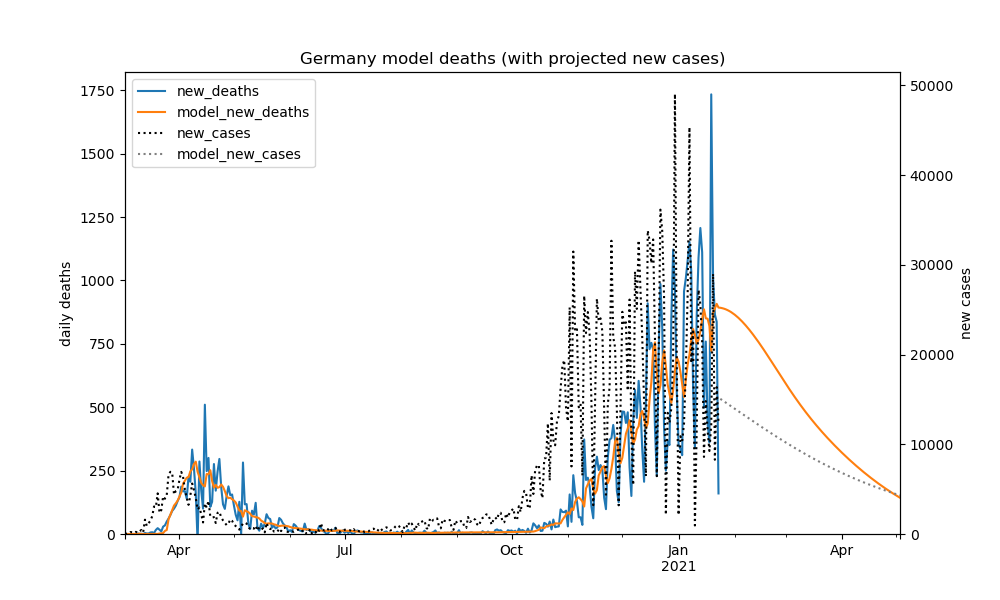 Germany model deaths (with projected new cases)
new_deaths
model_new_deaths
new_cases
model_new_cases
daily deaths
1750
1500
1250
1000
750
500
250
0
50000
40000
30000
20000
10000
0
new cases
Apr
Jul
Oct
Jan
2021
Apr